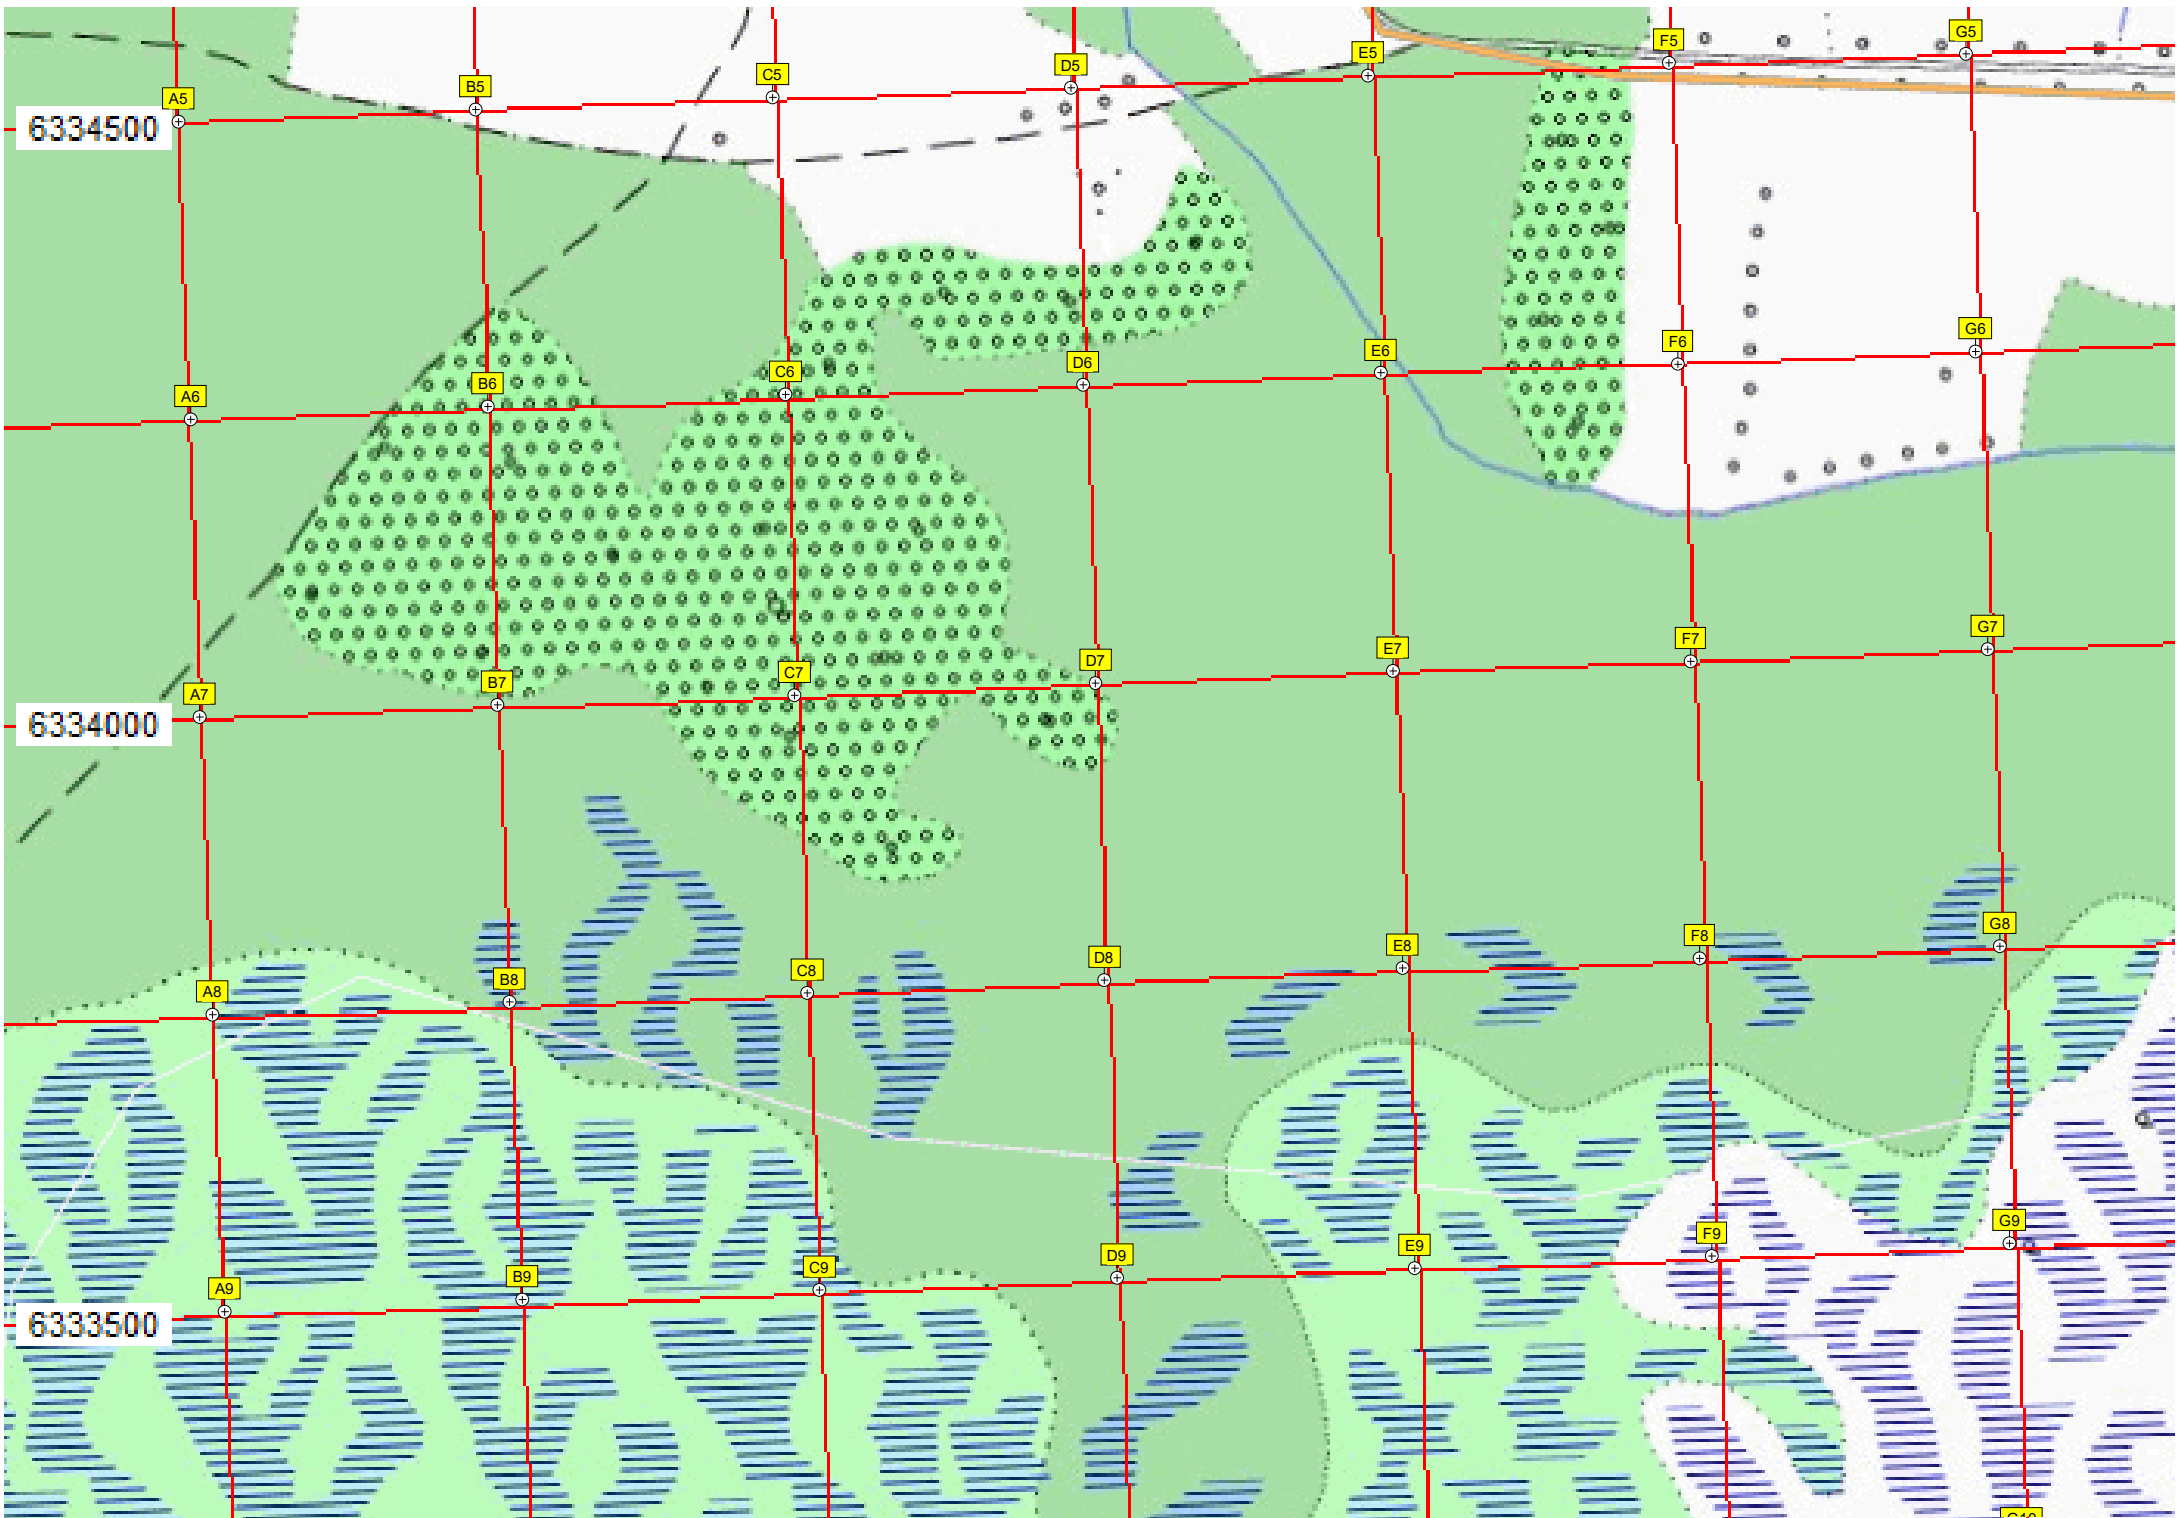 A5 B5 C5 D5 E5 F5 G5
6334500
A6 B6 C6 D6 E6 F6 G6
A7 B7 C7 D7 E7 F7 G7
6334000
A8 B8 C8 D8 E8 F8 G8
A9 B9 C9 D9 E9 F9 G9
6333500